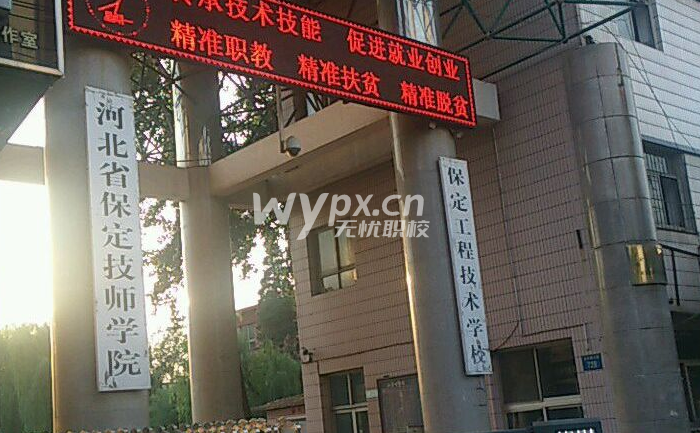 承技术技能 促进就业创业
精准职教 精准扶贫 精准脱贫
作室
河北省保定技师学院
保定工程技术学校
wypx.cn
无忧职校